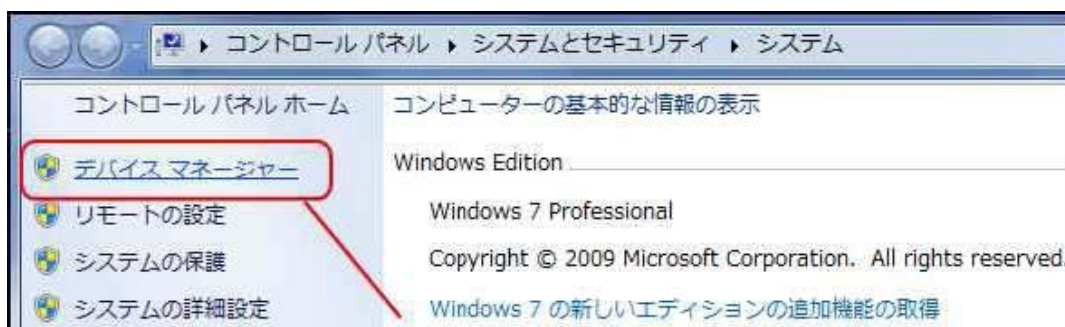 コントロール パネル ▸ システムとセキュリティ ▸ システム
コントロール パネル ホーム
デバイス マネージャー
リモートの設定
システムの保護
システムの詳細設定
コンピューターの基本的な情報の表示
Windows Edition
Windows 7 Professional
Copyright © 2009 Microsoft Corporation. All rights reserved.
Windows 7 の新しいエディションの追加機能の取得